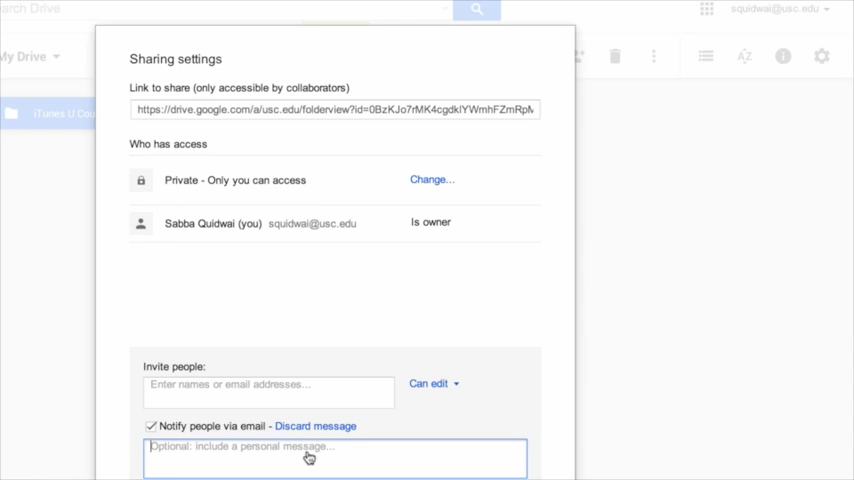 earch Drive
squidwai@usc.edu
My Drive
iTunes U Cou
Sharing settings
Link to share (only accessible by collaborators)
https://drive.google.com/a/usc.edu/folderview?id=0BzKJo7rMK4cgdklYWmhFZmRpM
Who has access
Private - Only you can access Change...
Sabba Quidwai (you) squidwai@usc.edu Is owner
Invite people:
Enter names or email addresses... Can edit
Notify people via email - Discard message
Optional: include a personal message...